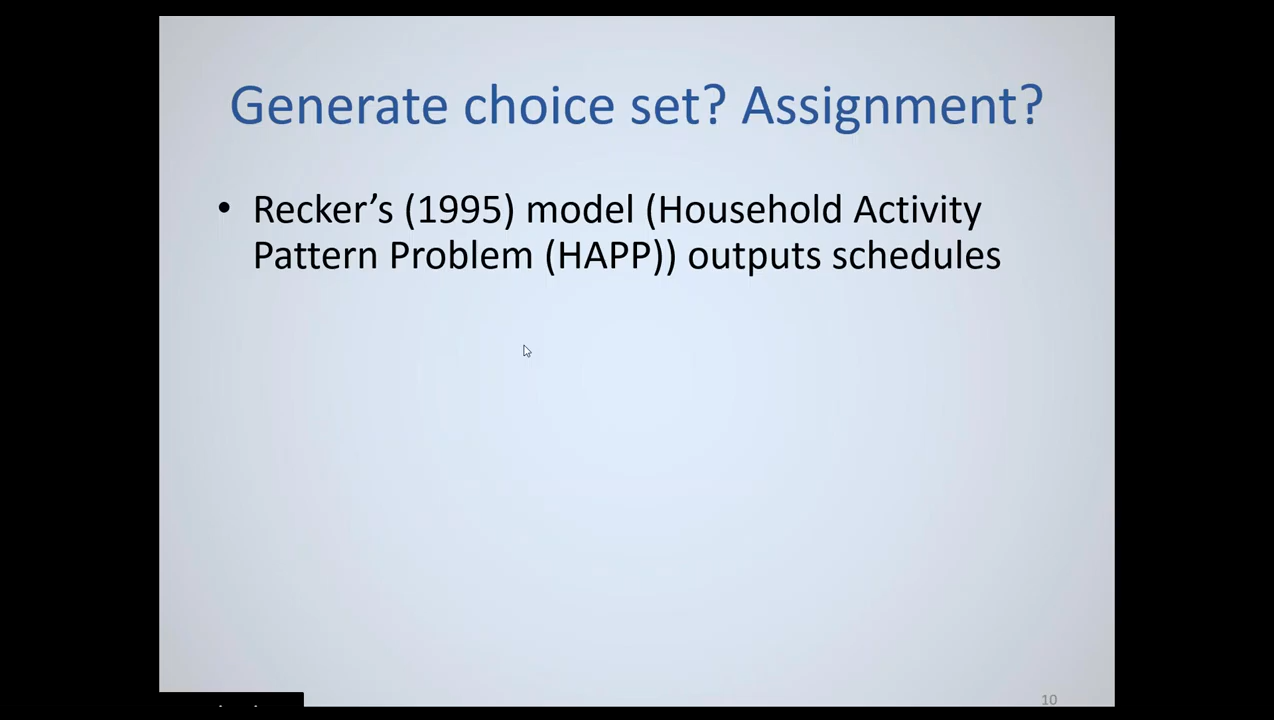 Generate choice set? Assignment?
• Recker’s (1995) model (Household Activity
Pattern Problem (HAPP)) outputs schedules
10